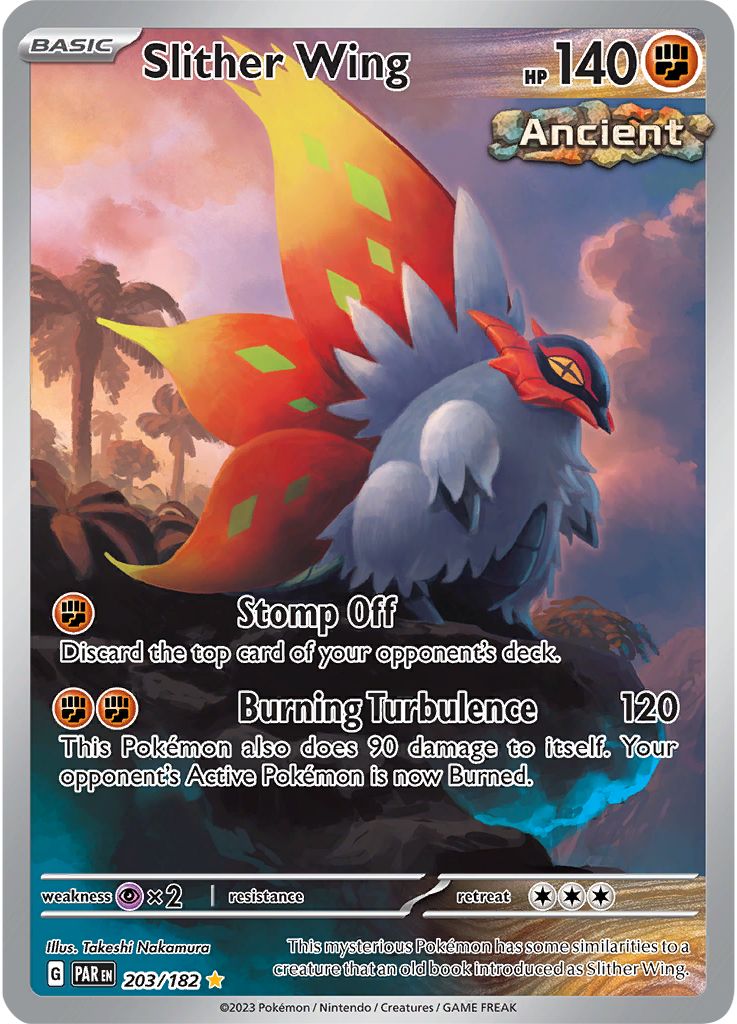 BASIC
Slither Wing
HP 140
Ancient
Stomp Off
Discard the top card of your opponent's deck.
Burning Turbulence 120
This Pokémon also does 90 damage to itself. Your
opponent's Active Pokémon is now Burned.
weakness ×2 resistance retreat
Illus. Takeshi Nakamura
This mysterious Pokémon has some similarities to a
creature that an old book introduced as Slither Wing.
G PAR EN 203/182
©2023 Pokémon / Nintendo / Creatures / GAME FREAK